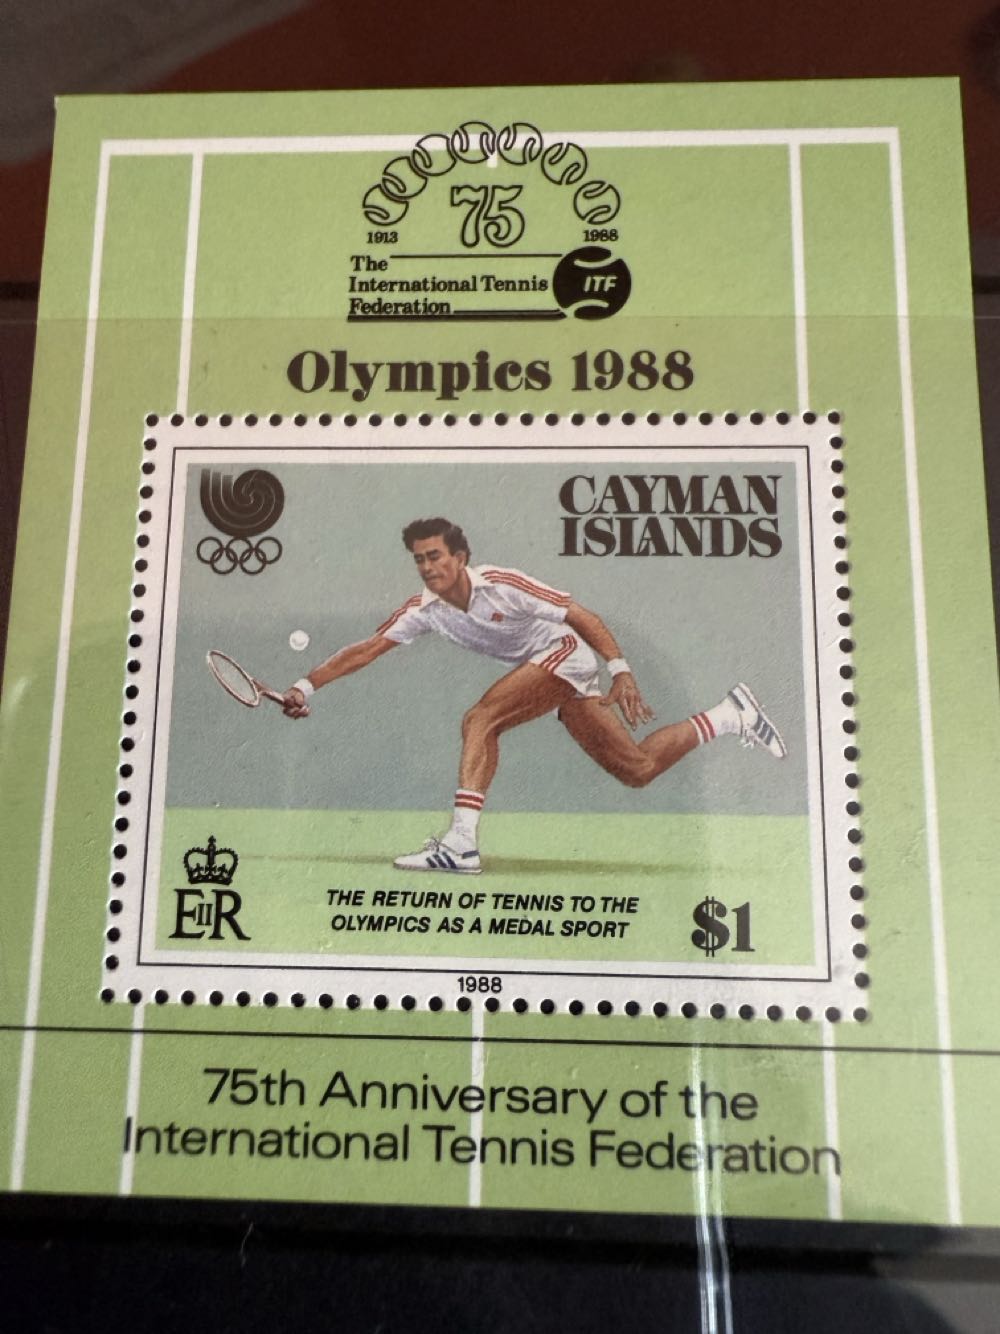 75
1913 1988
The
International Tennis
Federation
ITF
Olympics 1988
CAYMAN
ISLANDS
EIIR
THE RETURN OF TENNIS TO THE
OLYMPICS AS A MEDAL SPORT
$1
1988
75th Anniversary of the
International Tennis Federation